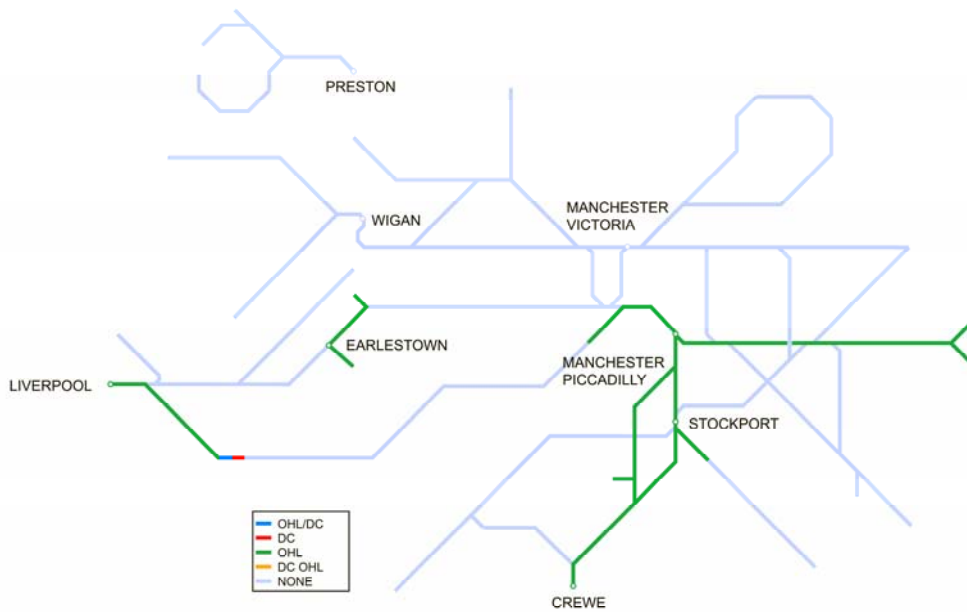 PRESTON
WIGAN
MANCHESTER
VICTORIA
EARLESTOWN
LIVERPOOL
MANCHESTER
PICCADILLY
STOCKPORT
OHL/DC
DC
OHL
DC OHL
NONE
CREWE